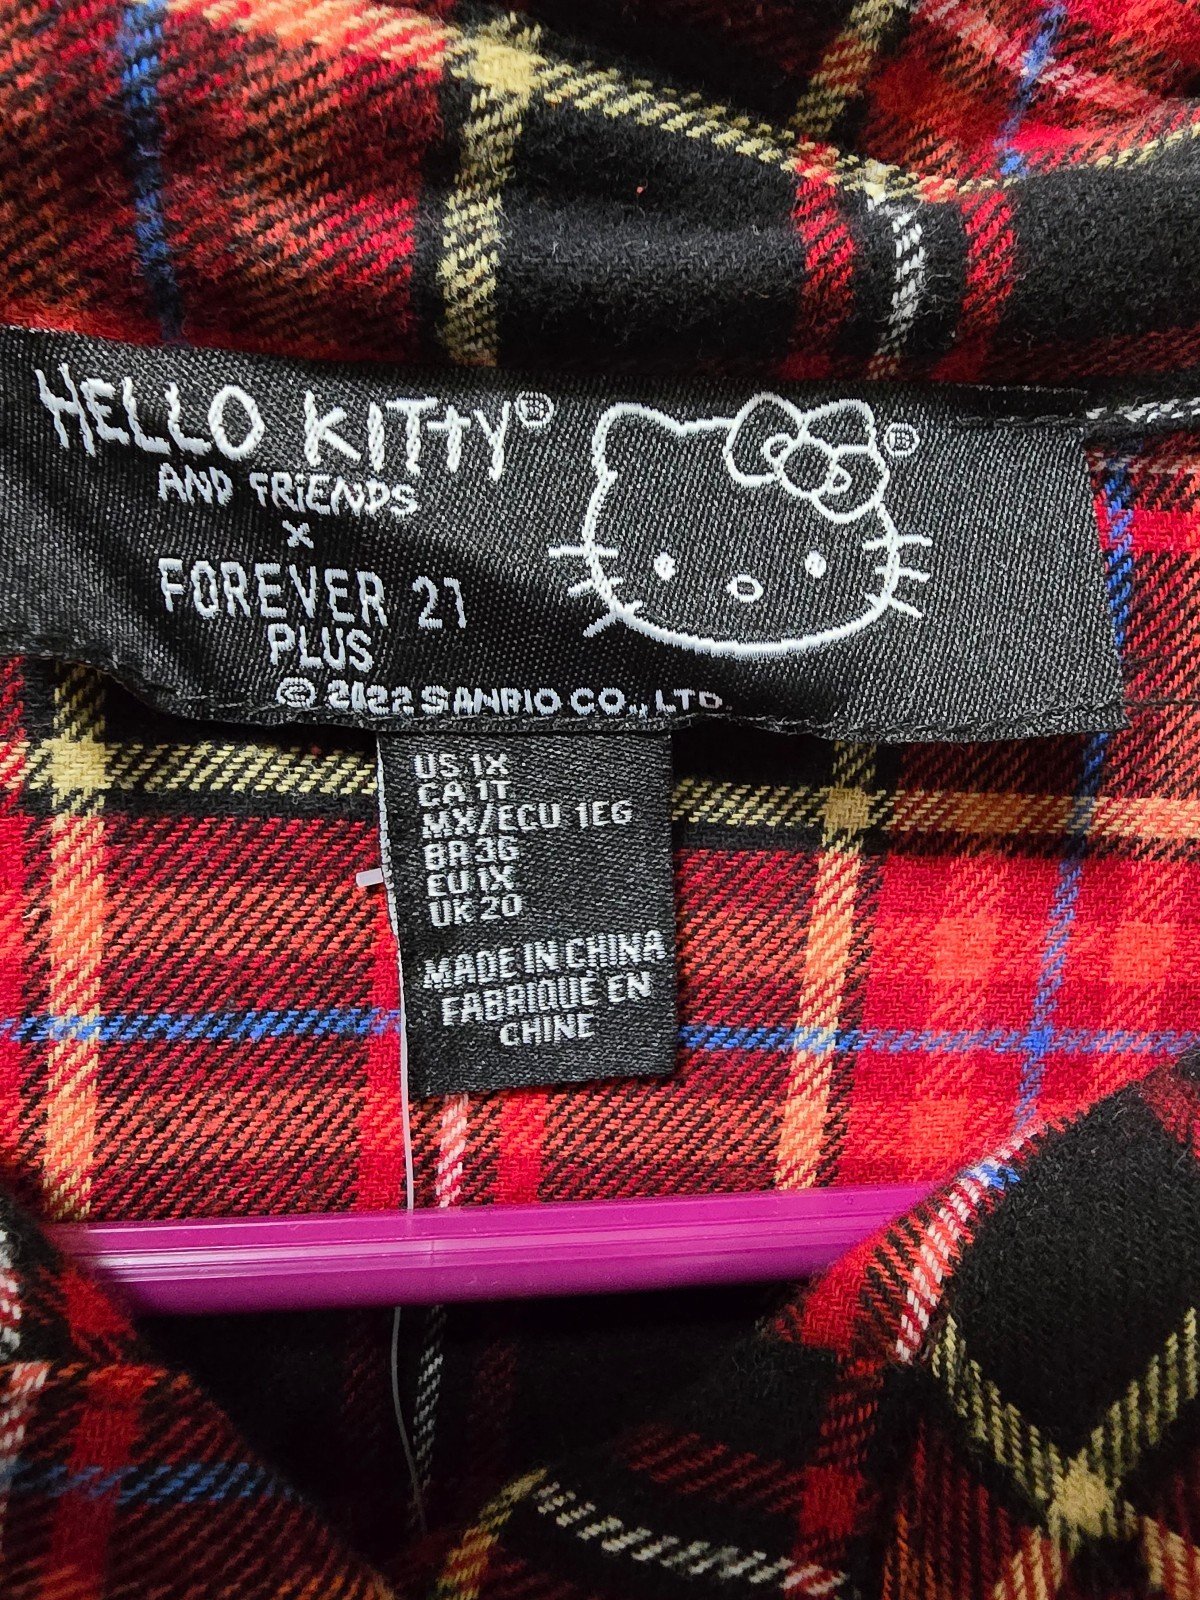 HELLO KITTY®
AND FRIENDS
x
FOREVER 21
PLUS
© 2022 SANRIO CO., LTD.
®
US 1X
CA 1T
MX/ECU 1EG
BR 3G
EU 1X
UK 20
MADE IN CHINA
FABRIQUÉ EN
CHINE